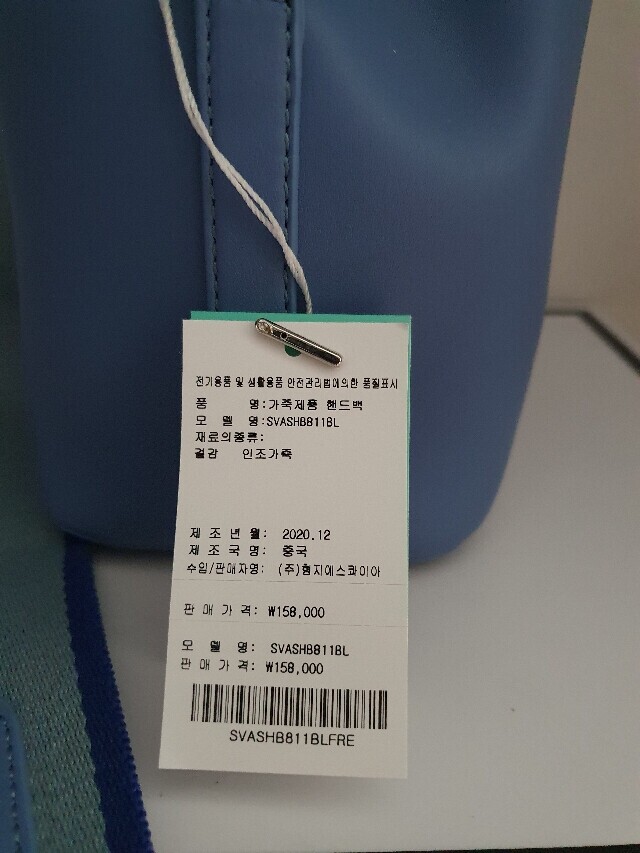 전기용품 및 생활용품 안전관리법에의한 품질표시
품 명:가죽제품 핸드백
모 델 명:SVASHB811BL
재료의종류:
겉감 인조가죽
제 조 년 월: 2020.12
제 조 국 명: 중국
수입/판매자명: (주)형지에스콰이아
판 매 가 격: ₩158,000
모 델 명: SVASHB811BL
판 매 가 격: ₩158,000
SVASHB811BLFRE